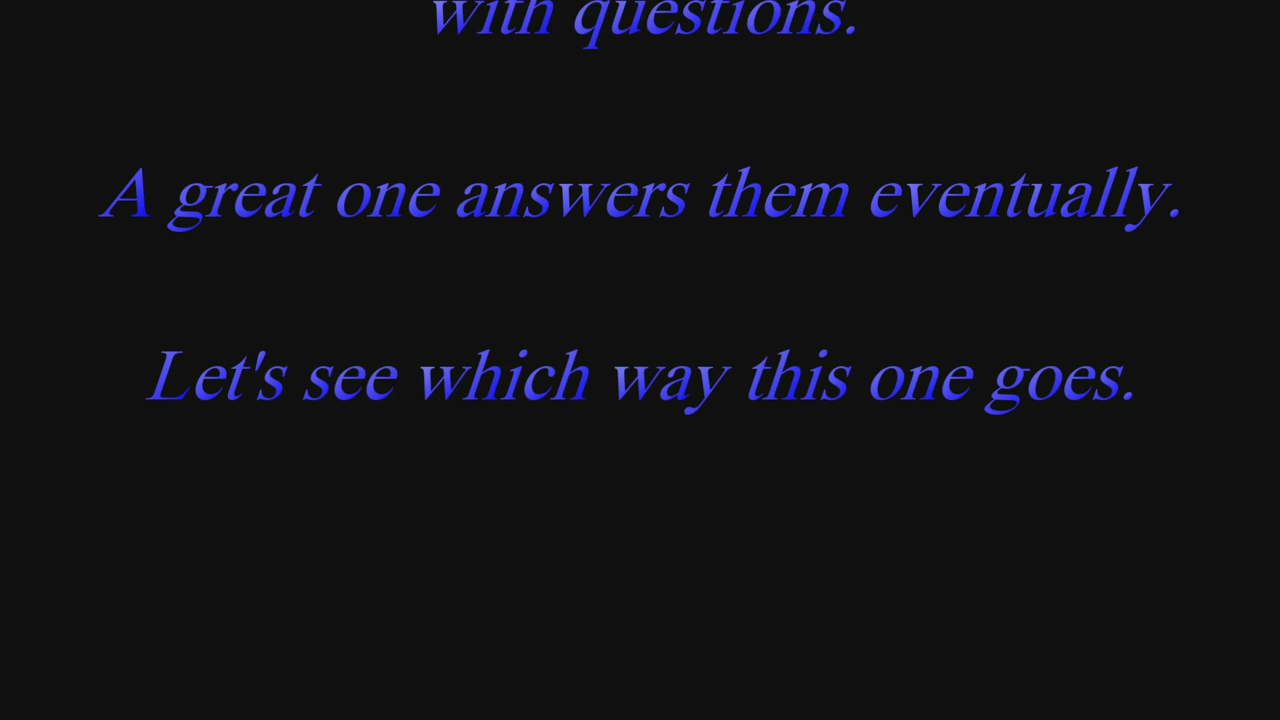 with questions.
A great one answers them eventually.
Let's see which way this one goes.